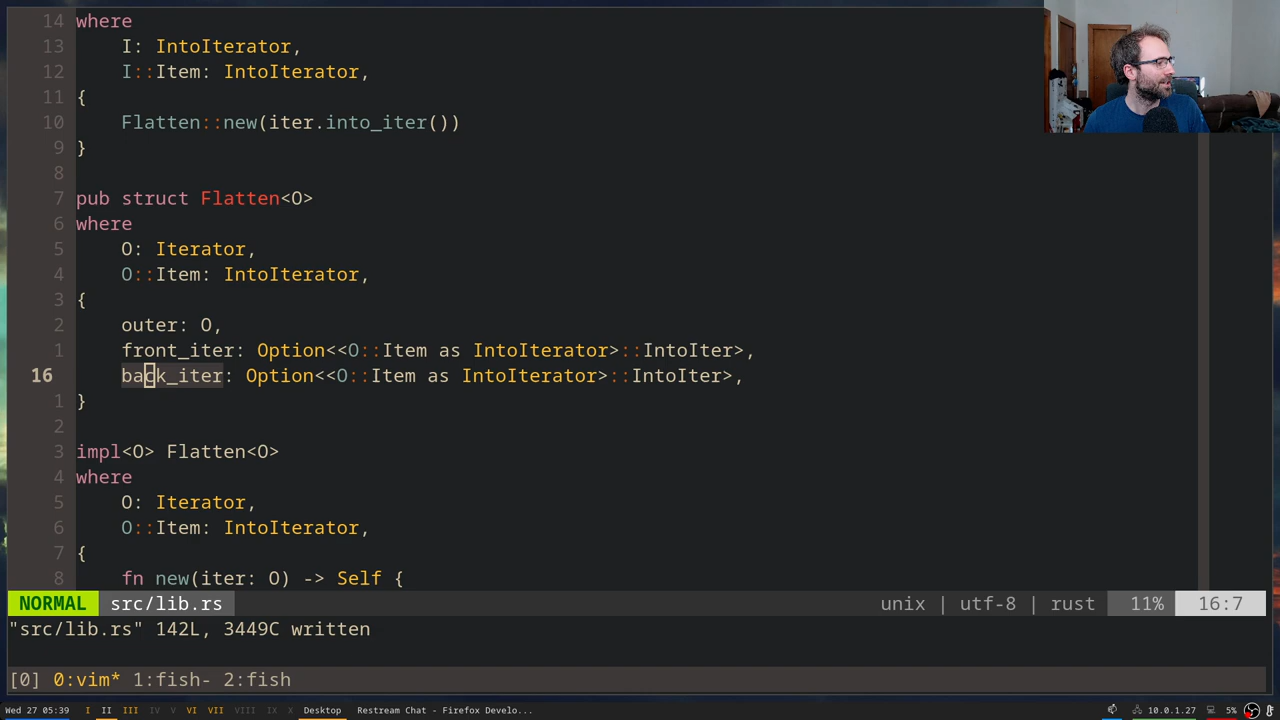 14 where
13     I: IntoIterator,
12     I::Item: IntoIterator,
11 {
10     Flatten::new(iter.into_iter())
9 }
8
7 pub struct Flatten<O>
6 where
5     O: Iterator,
4     O::Item: IntoIterator,
3 {
2     outer: O,
1     front_iter: Option<<O::Item as IntoIterator>::IntoIter>,
16     back_iter: Option<<O::Item as IntoIterator>::IntoIter>,
1 }
2
3 impl<O> Flatten<O>
4 where
5     O: Iterator,
6     O::Item: IntoIterator,
7 {
8     fn new(iter: O) -> Self {
NORMAL src/lib.rs unix | utf-8 | rust 11% 16:7
"src/lib.rs" 142L, 3449C written
[0] 0:vim* 1:fish- 2:fish
Wed 27 05:39 I II III IV V VI VII VIII IX X Desktop Restream Chat - Firefox Develo... 10.0.1.27 5%